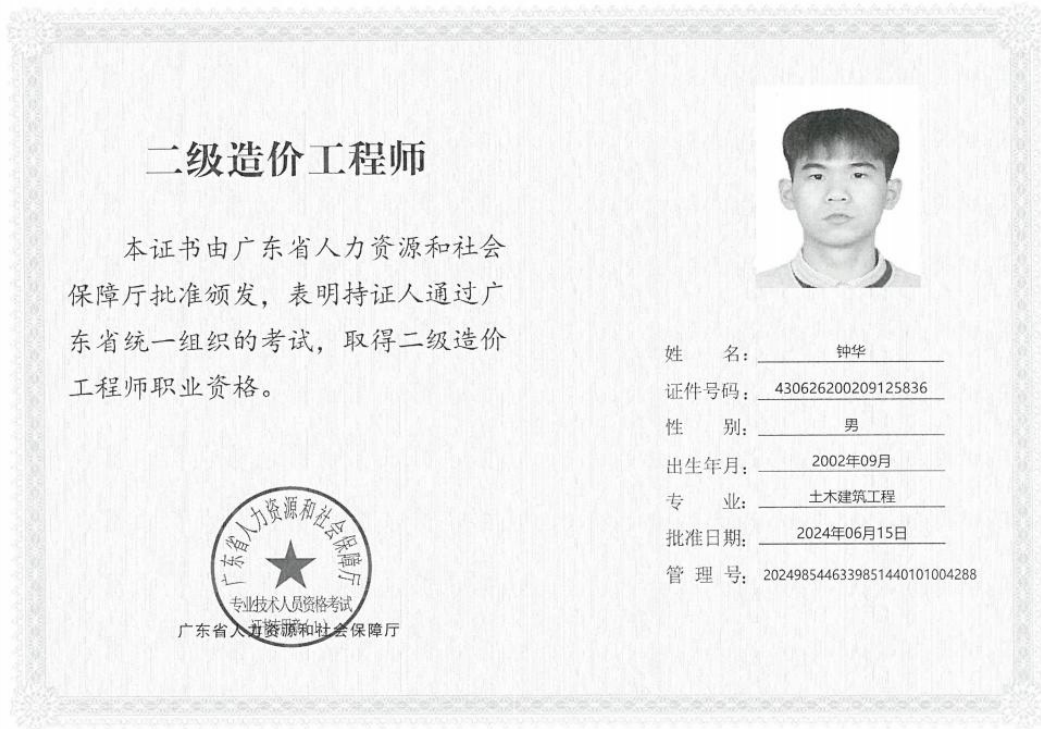 二级造价工程师
本证书由广东省人力资源和社会
保障厅批准颁发，表明持证人通过广
东省统一组织的考试，取得二级造价
工程师职业资格。
姓 名：钟华
证件号码：430626200209125836
性 别：男
出生年月：2002年09月
专 业：土木建筑工程
批准日期：2024年06月15日
管 理 号：20249854463398514401010042​88
广东省人力资源和社会保障厅
专业技术人员资格考试
广东省人力资源和社会保障厅